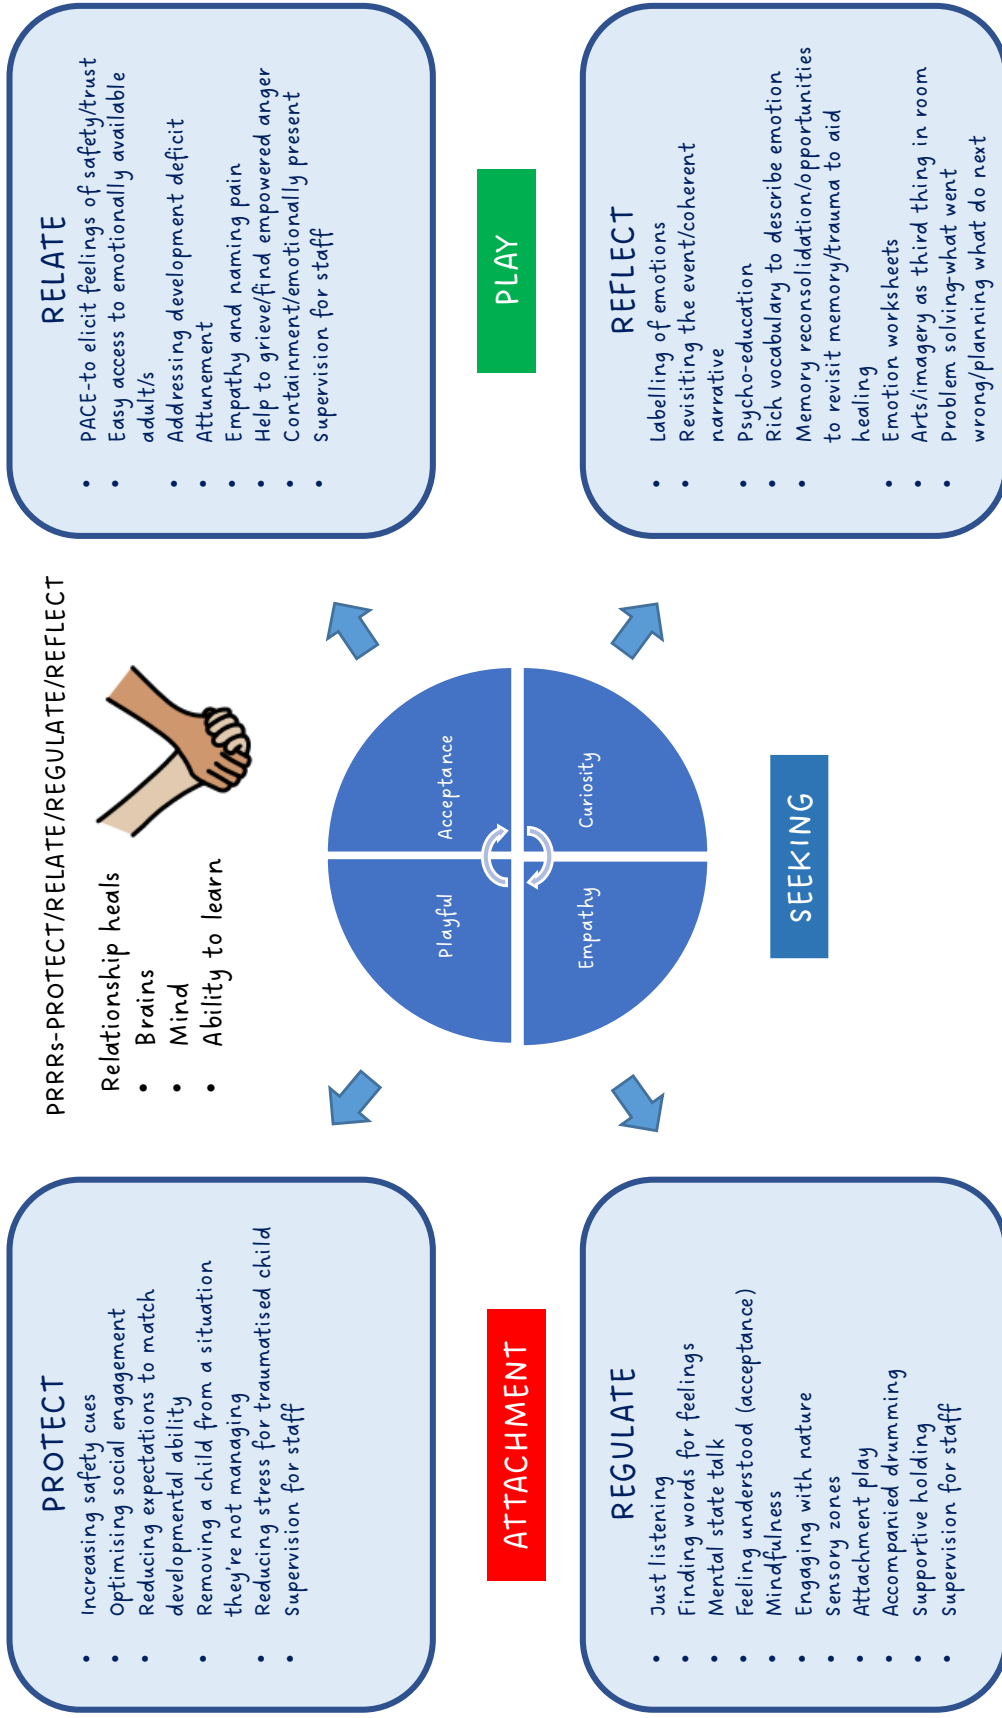 PRRRs-PROTECT/RELATE/REGULATE/REFLECT
PROTECT
• Increasing safety cues
• Optimising social engagement
• Reducing expectations to match
developmental ability
• Removing a child from a situation
they're not managing
• Reducing stress for traumatised child
• Supervision for staff
Relationship heals
• Brains
• Mind
• Ability to learn
RELATE
• PACE-to elicit feelings of safety/trust
• Easy access to emotionally available
adult/s
• Addressing development deficit
• Attunement
• Empathy and naming pain
• Help to grieve/find empowered anger
• Containment/emotionally present
• Supervision for staff
Playful
Acceptance
Empathy
Curiosity
ATTACHMENT
PLAY
REGULATE
• Just listening
• Finding words for feelings
• Mental state talk
• Feeling understood (acceptance)
• Mindfulness
• Engaging with nature
• Sensory zones
• Attachment play
• Accompanied drumming
• Supportive holding
• Supervision for staff
SEEKING
REFLECT
• Labelling of emotions
• Revisiting the event/coherent
narrative
• Psycho-education
• Rich vocabulary to describe emotion
• Memory reconsolidation/opportunities
to revisit memory/trauma to aid
healing
• Emotion worksheets
• Arts/imagery as third thing in room
• Problem solving-what went
wrong/planning what do next